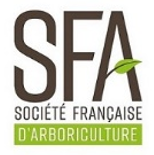 SFA
SOCIÉTÉ FRANÇAISE
D'ARBORICULTURE